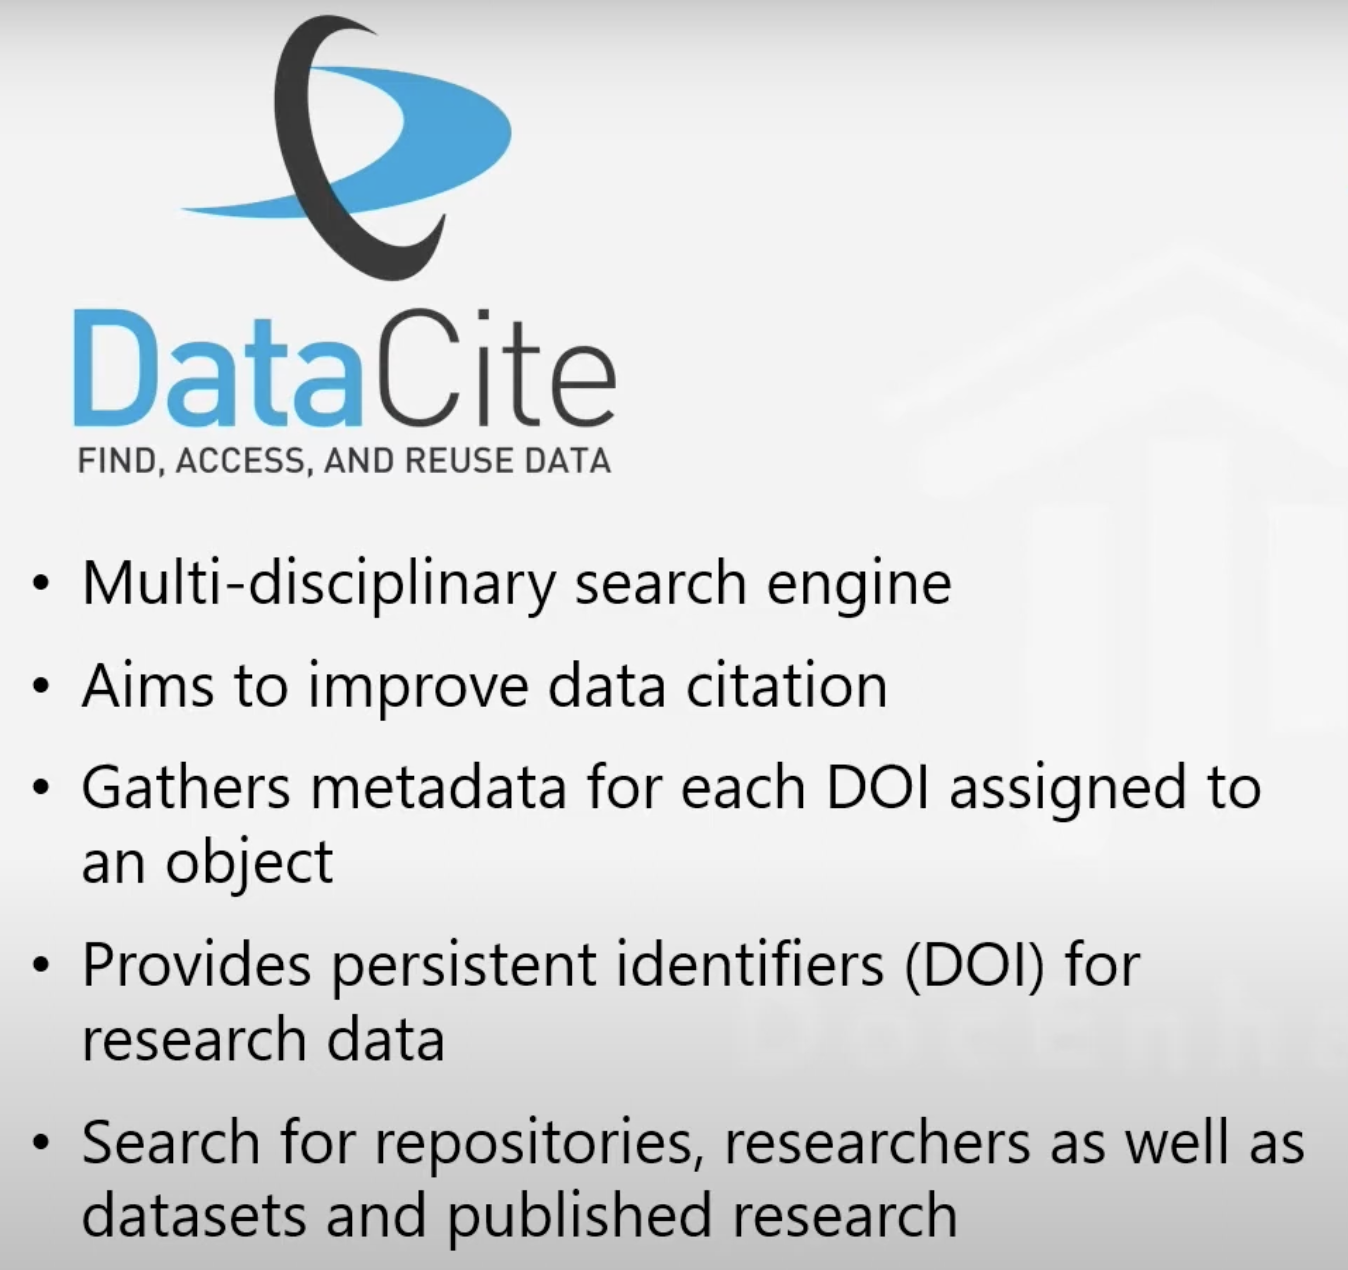 DataCite
FIND, ACCESS, AND REUSE DATA
• Multi-disciplinary search engine
• Aims to improve data citation
• Gathers metadata for each DOI assigned to
an object
• Provides persistent identifiers (DOI) for
research data
• Search for repositories, researchers as well as
datasets and published research